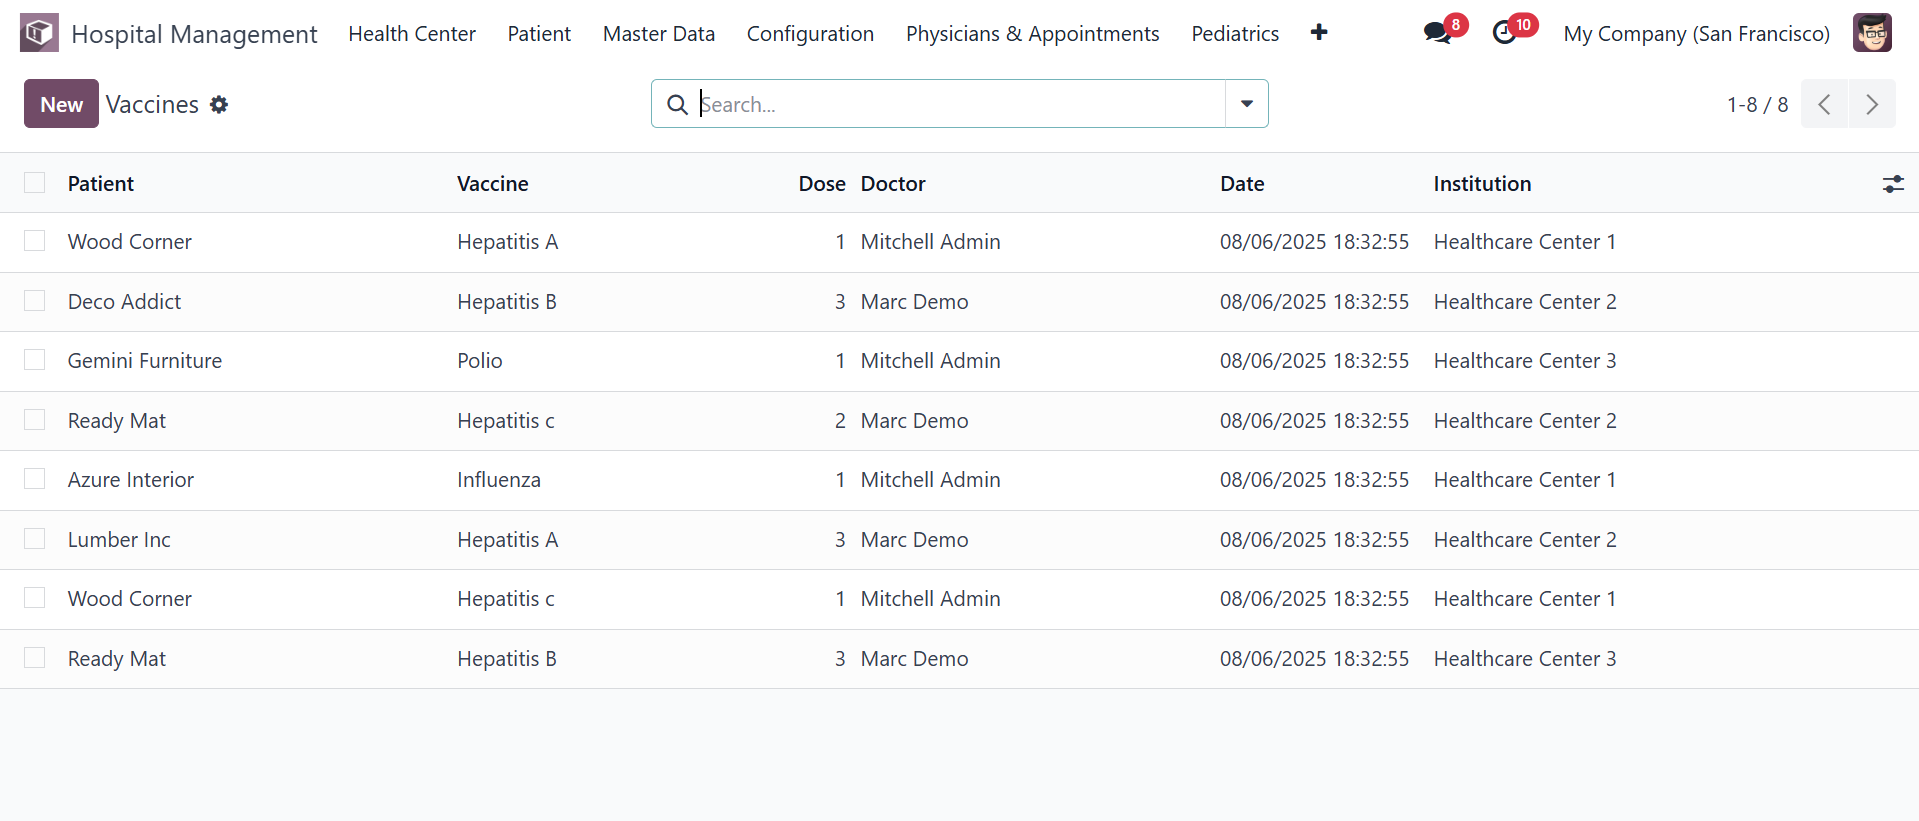 Hospital Management Health Center Patient Master Data Configuration Physicians & Appointments Pediatrics 8 10 My Company (San Francisco)
New Vaccines Search... 1-8 / 8
Patient Vaccine Dose Doctor Date Institution
Wood Corner Hepatitis A 1 Mitchell Admin 08/06/2025 18:32:55 Healthcare Center 1
Deco Addict Hepatitis B 3 Marc Demo 08/06/2025 18:32:55 Healthcare Center 2
Gemini Furniture Polio 1 Mitchell Admin 08/06/2025 18:32:55 Healthcare Center 3
Ready Mat Hepatitis c 2 Marc Demo 08/06/2025 18:32:55 Healthcare Center 2
Azure Interior Influenza 1 Mitchell Admin 08/06/2025 18:32:55 Healthcare Center 1
Lumber Inc Hepatitis A 3 Marc Demo 08/06/2025 18:32:55 Healthcare Center 2
Wood Corner Hepatitis c 1 Mitchell Admin 08/06/2025 18:32:55 Healthcare Center 1
Ready Mat Hepatitis B 3 Marc Demo 08/06/2025 18:32:55 Healthcare Center 3